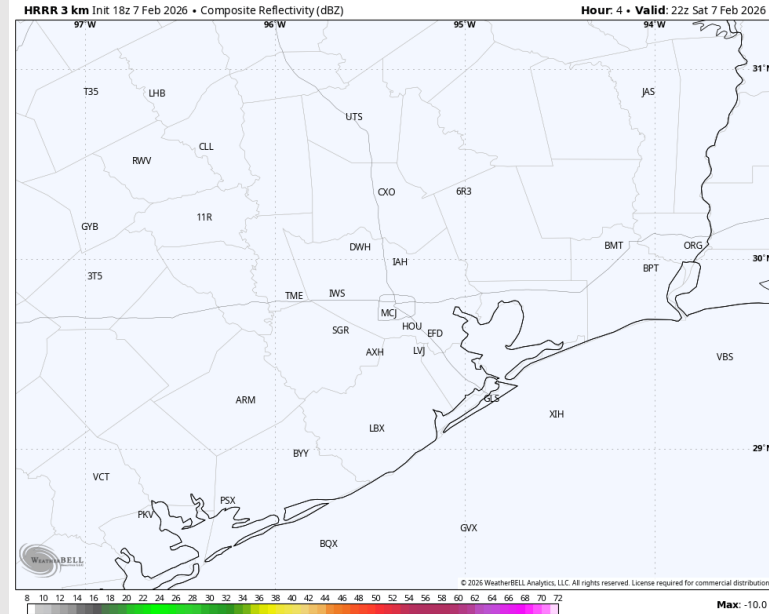 HRRR 3 km Init 18z 7 Feb 2026 • Composite Reflectivity (dBZ) Hour: 4 • Valid: 22z Sat 7 Feb 2026
97°W 96°W 95°W 94°W
31°N
T35 LHB JAS
UTS
CLL
RWV
CXO 6R3
11R
GYB
DWH BMT ORG
IAH
30°N
BPT
3T5
TME IWS
MCJ
SGR HOU EFD
AXH LVJ
VBS
ARM GLS
XIH
LBX
29°N
BYY
VCT
PSX
PKV
GVX
BQX
WeatherBELL
© 2026 WeatherBELL Analytics, LLC. All rights reserved. License required for commercial distribution
8 10 12 14 16 18 20 22 24 26 28 30 32 34 36 38 40 42 44 46 48 50 52 54 56 58 60 62 64 66 68 70 72
Max: -10.0